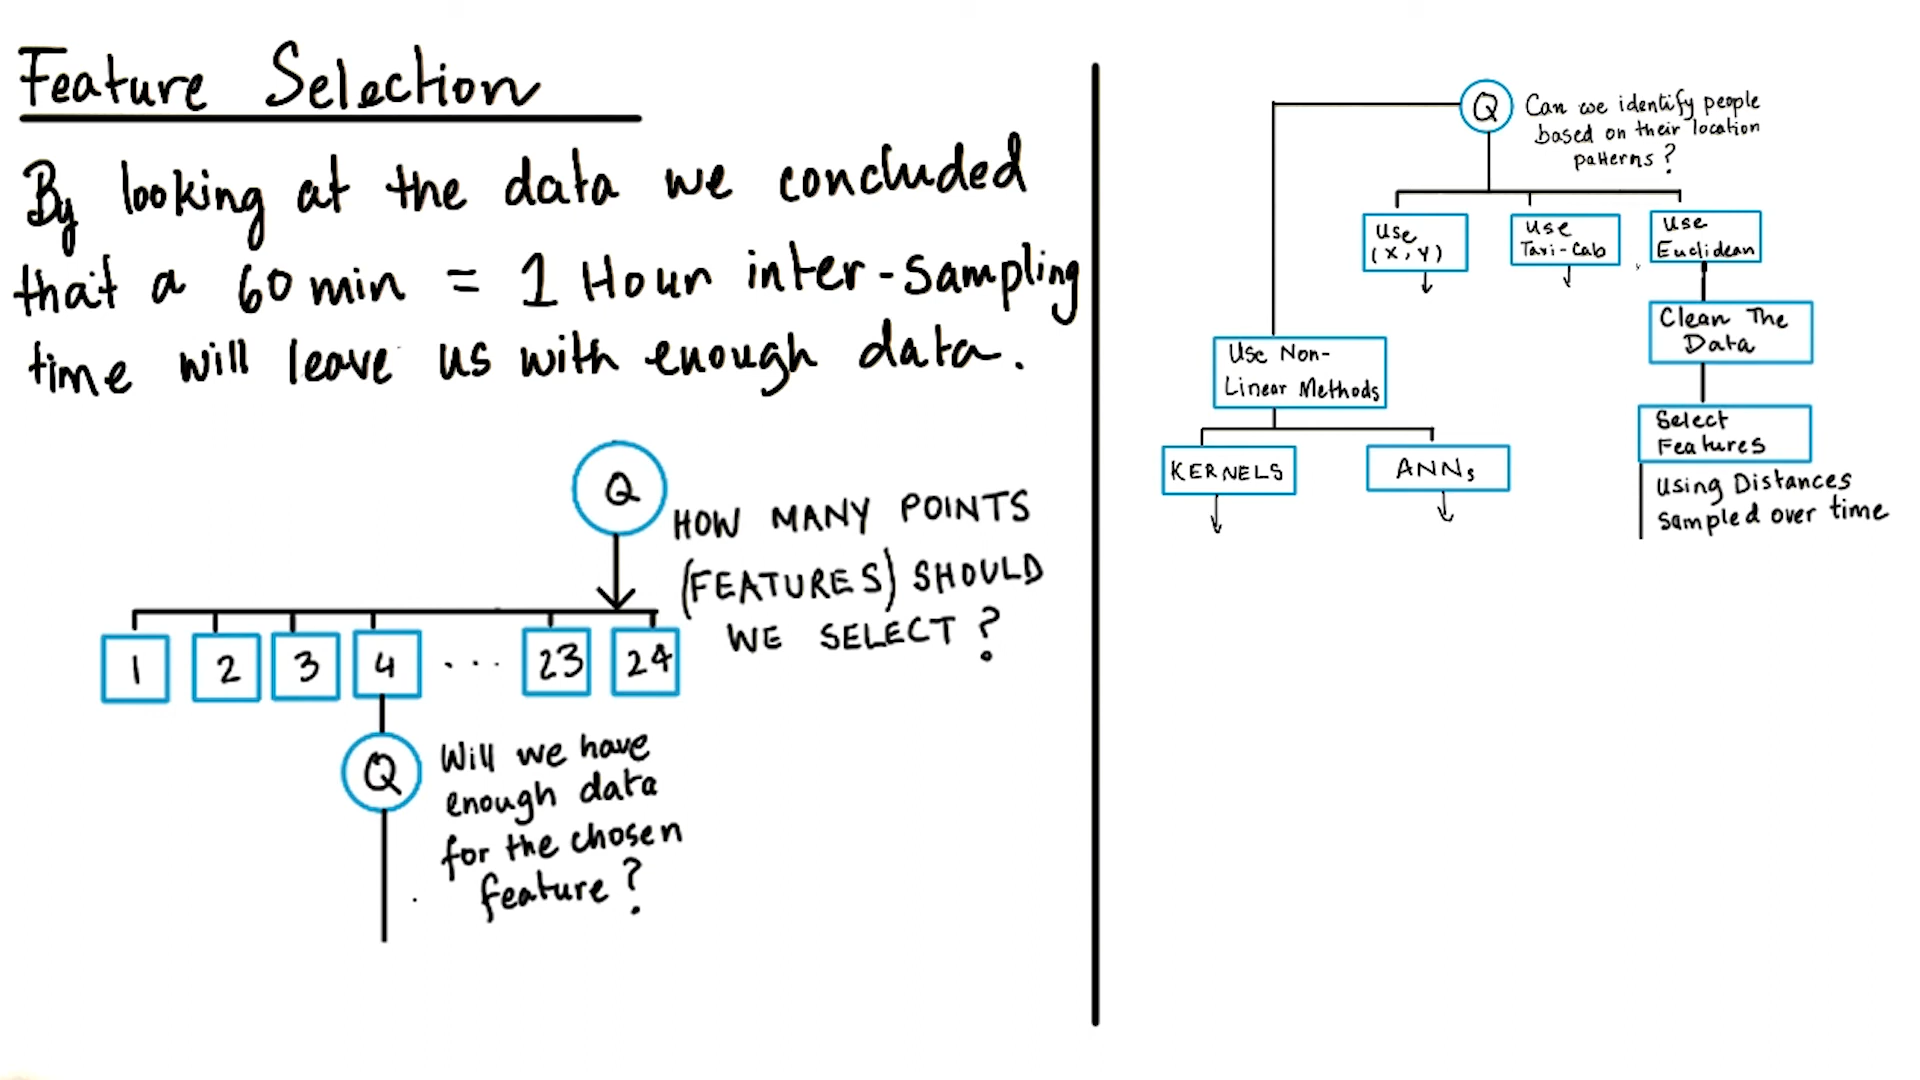 Feature Selection
By looking at the data we concluded
that a 60 min = 1 Hour inter-sampling
time will leave us with enough data.
Q
HOW MANY POINTS
(FEATURES) SHOULD
WE SELECT?
1 2 3 4 ... 23 24
Q
Will we have
enough data
for the chosen
feature?
Q
Can we identify people
based on their location
patterns?
Use
(X, Y)
Use
Taxi-Cab
Use
Euclidean
Clean The
Data
Select
Features
Using Distances
Sampled over time
Use Non-
Linear Methods
KERNELS
ANNs